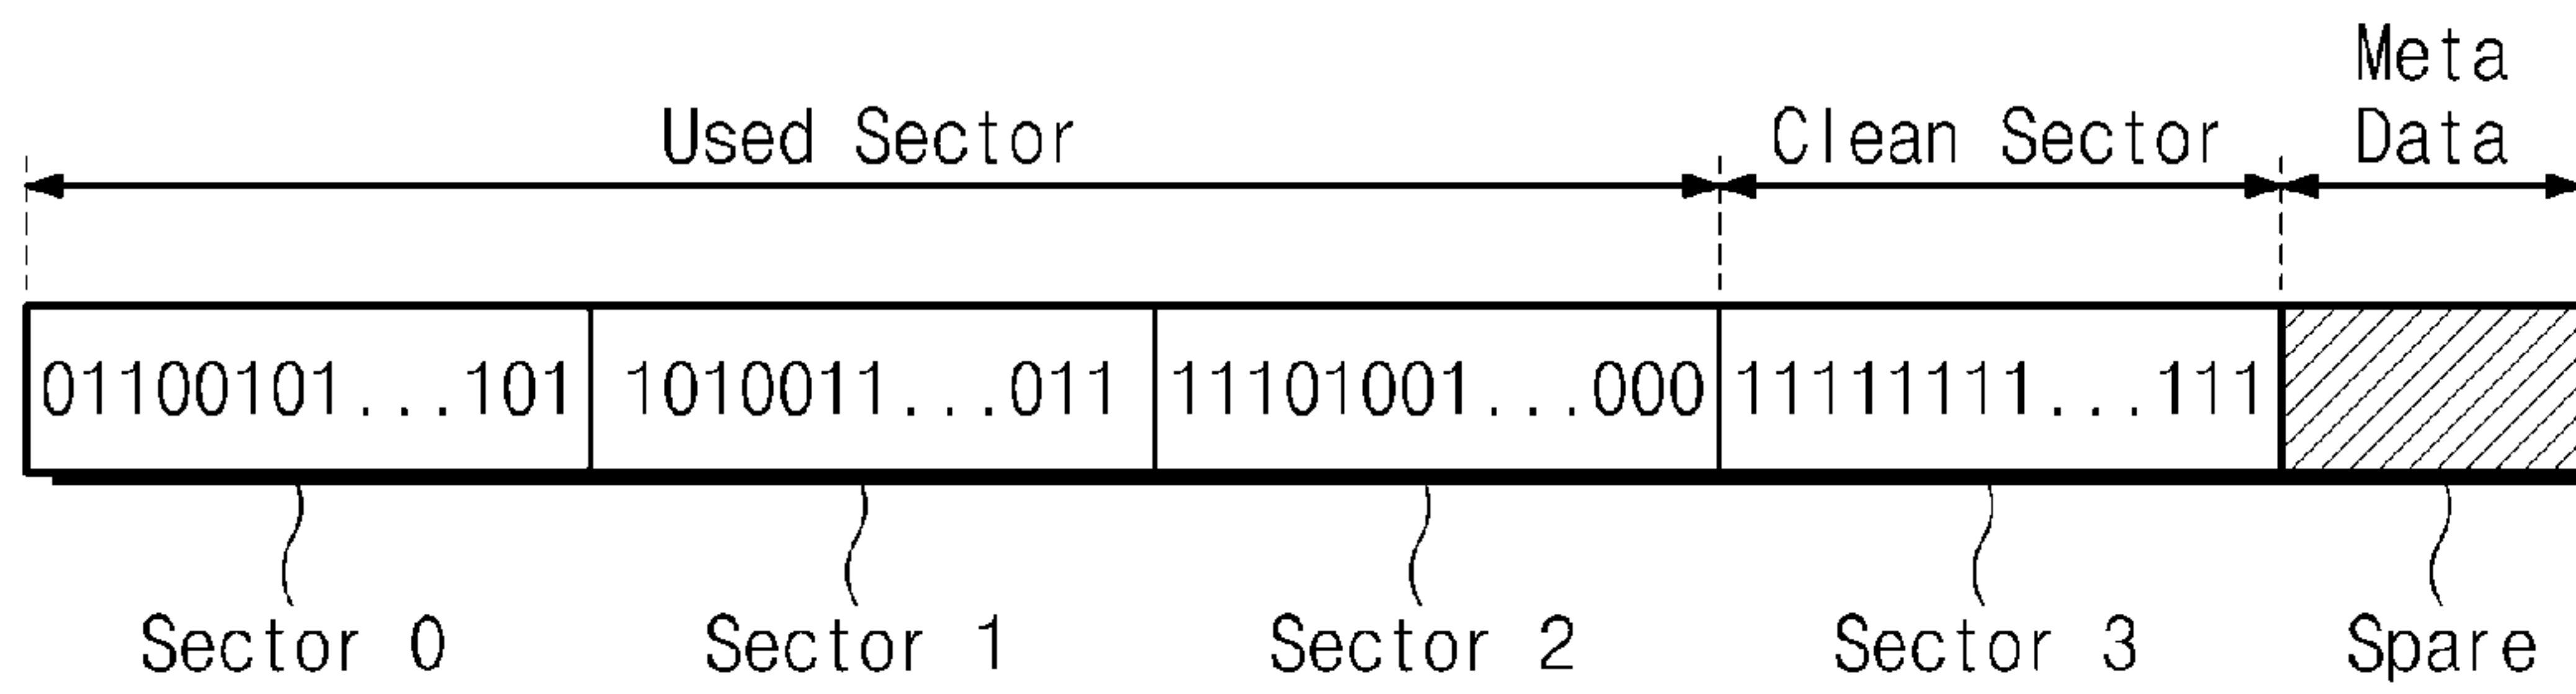 Used Sector
Clean Sector
Meta
Data
01100101...101
1010011...011
11101001...000
11111111...111
Sector 0
Sector 1
Sector 2
Sector 3
Spare